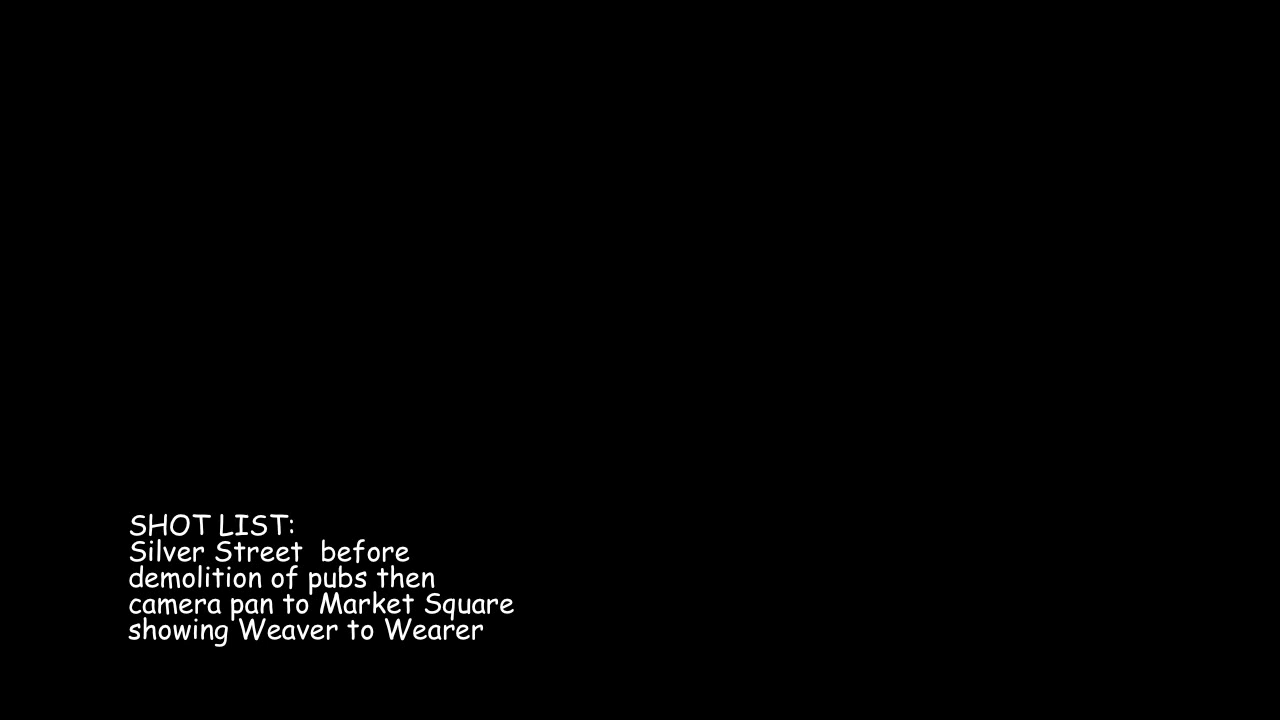 SHOT LIST:
Silver Street  before
demolition of pubs then
camera pan to Market Square
showing Weaver to Wearer